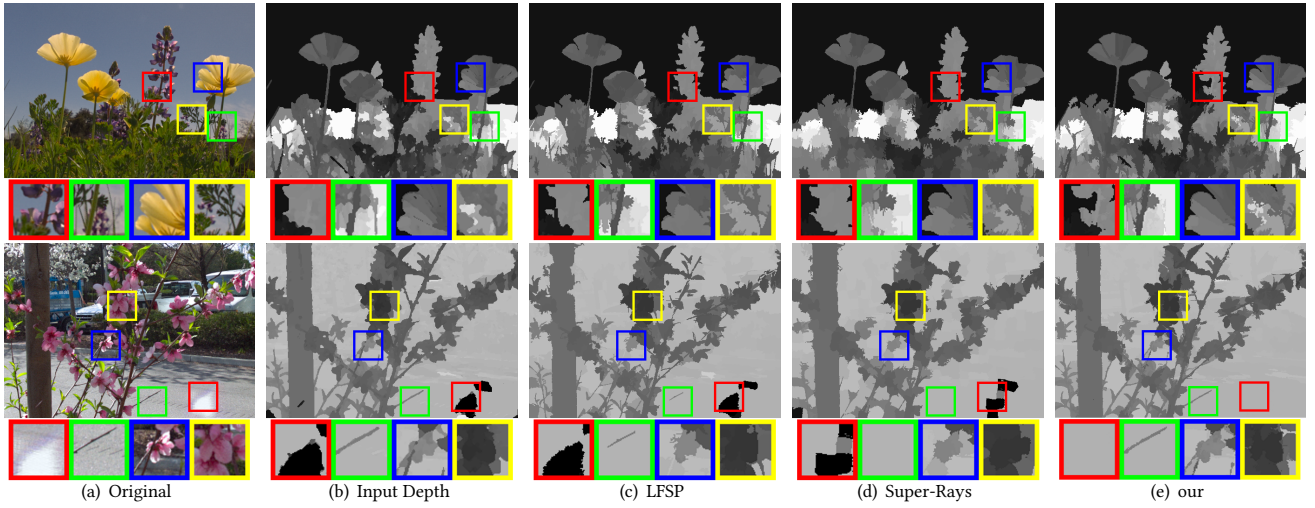 (a) Original
(b) Input Depth
(c) LFSP
(d) Super-Rays
(e) our